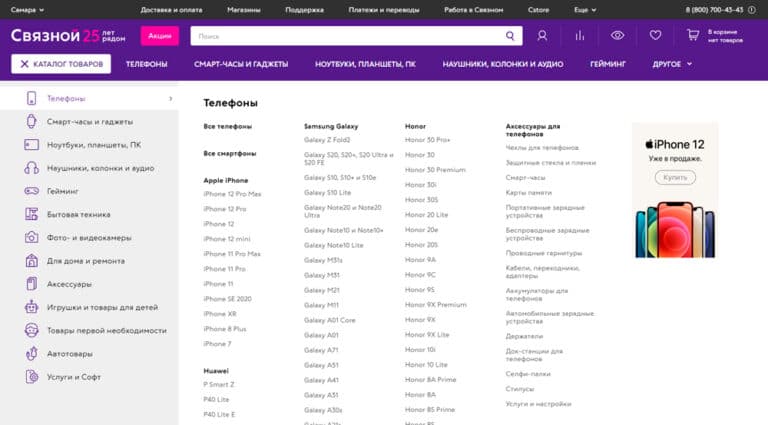 Самара
Доставка и оплата
Магазины
Поддержка
Платежи и переводы
Работа в Связном
Cstore
Еще
8 (800) 700-43-43
Связной 25 лет рядом
Акции
Поиск
В корзине
нет товаров
КАТАЛОГ ТОВАРОВ
ТЕЛЕФОНЫ
СМАРТ-ЧАСЫ И ГАДЖЕТЫ
НОУТБУКИ, ПЛАНШЕТЫ, ПК
НАУШНИКИ, КОЛОНКИ И АУДИО
ГЕЙМИНГ
ДРУГОЕ
Телефоны
Смарт-часы и гаджеты
Ноутбуки, планшеты, ПК
Наушники, колонки и аудио
Гейминг
Бытовая техника
Фото- и видеокамеры
Для дома и ремонта
Аксессуары
Игрушки и товары для детей
Товары первой необходимости
Автотовары
Услуги и Софт
Телефоны
Все телефоны
Все смартфоны
Apple iPhone
iPhone 12 Pro Max
iPhone 12 Pro
iPhone 12
iPhone 12 mini
iPhone 11 Pro Max
iPhone 11 Pro
iPhone 11
iPhone SE 2020
iPhone XR
iPhone 8 Plus
iPhone 7
Huawei
P Smart Z
P40 Lite
P40 Lite E
Samsung Galaxy
Galaxy Z Fold2
Galaxy S20, S20+, S20 Ultra и
S20 FE
Galaxy S10, S10+ и S10e
Galaxy S10 Lite
Galaxy Note20 и Note20
Ultra
Galaxy Note10 и Note10+
Galaxy Note10 Lite
Galaxy M31s
Galaxy M31
Galaxy M21
Galaxy M11
Galaxy A01 Core
Galaxy A01
Galaxy A71
Galaxy A51
Galaxy A41
Galaxy A31
Galaxy A30s
Honor
Honor 30 Pro+
Honor 30
Honor 30 Premium
Honor 30i
Honor 30S
Honor 20 Lite
Honor 20e
Honor 20S
Honor 9A
Honor 9C
Honor 9S
Honor 9X Premium
Honor 9X
Honor 9X Lite
Honor 10i
Honor 10 Lite
Honor 8A Prime
Honor 8A
Honor 8S Prime
Аксессуары для
телефонов
Чехлы для телефонов
Защитные стекла и пленки
Смарт-часы
Карты памяти
Портативные зарядные
устройства
Беспроводные зарядные
устройства
Проводные гарнитуры
Кабели, переходники,
адаптеры
Аккумуляторы для
телефонов
Автомобильные зарядные
устройства
Держатели
Док-станции для
телефонов
Селфи-палки
Стилусы
Услуги и настройки
iPhone 12
Уже в продаже.
Купить